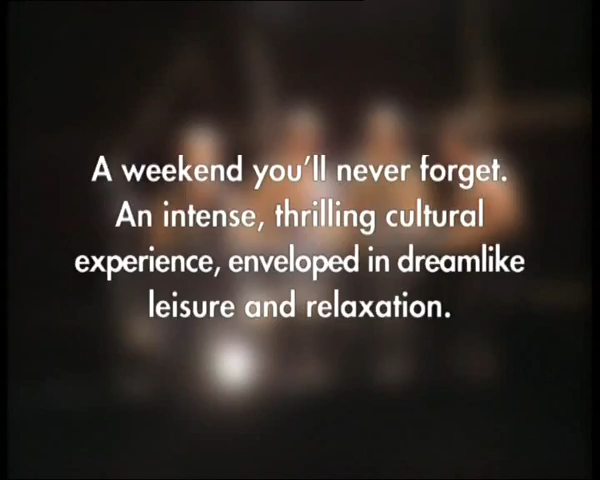 A weekend you'll never forget.
An intense, thrilling cultural
experience, enveloped in dreamlike
leisure and relaxation.